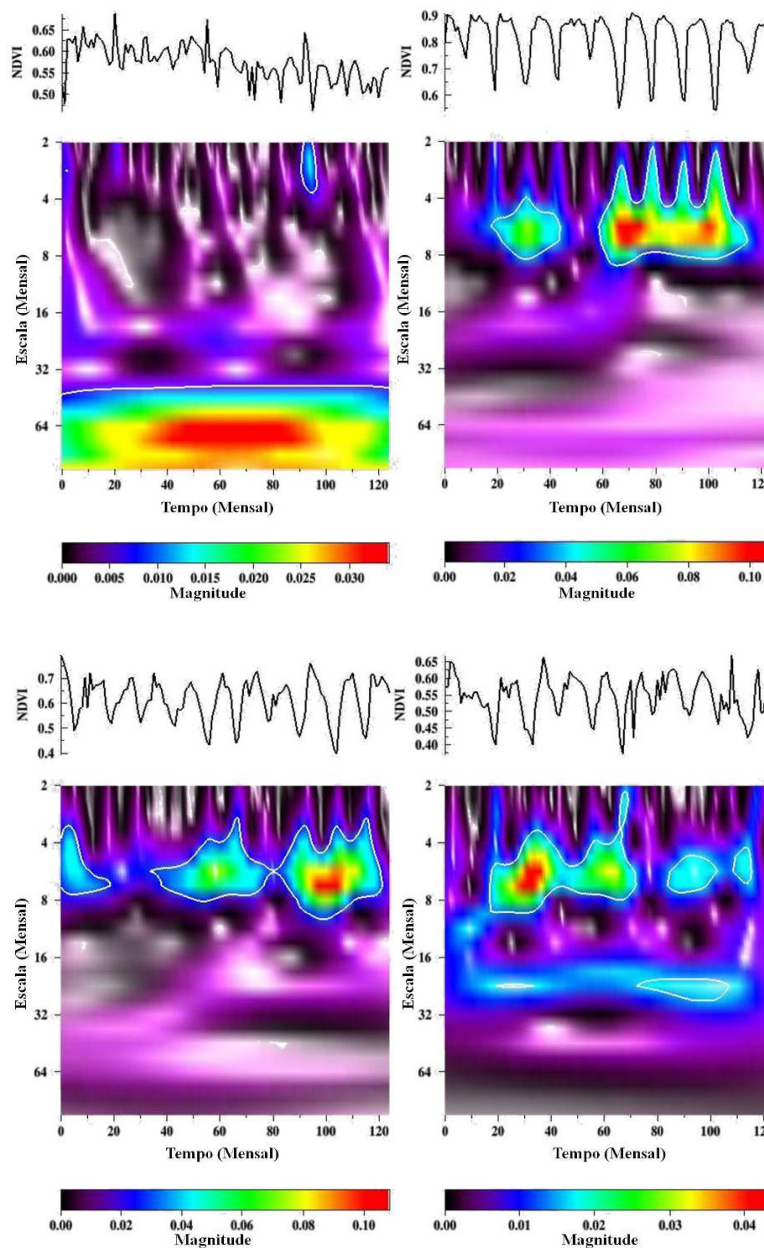 NDVI
0.65
0.60
0.55
0.50
2
4
8
16
32
64
Escala (Mensal)
0 20 40 60 80 100 120
Tempo (Mensal)
0.000 0.005 0.010 0.015 0.020 0.025 0.030
Magnitude
NDVI
0.9
0.8
0.7
0.6
2
4
8
16
32
64
Escala (Mensal)
0 20 40 60 80 100 120
Tempo (Mensal)
0.00 0.02 0.04 0.06 0.08 0.10
Magnitude
NDVI
0.7
0.6
0.5
0.4
2
4
8
16
32
64
Escala (Mensal)
0 20 40 60 80 100 120
Tempo (Mensal)
0.00 0.02 0.04 0.06 0.08 0.10
Magnitude
NDVI
0.65
0.60
0.55
0.50
0.45
0.40
2
4
8
16
32
64
Escala (Mensal)
0 20 40 60 80 100 120
Tempo (Mensal)
0.00 0.01 0.02 0.03 0.04
Magnitude